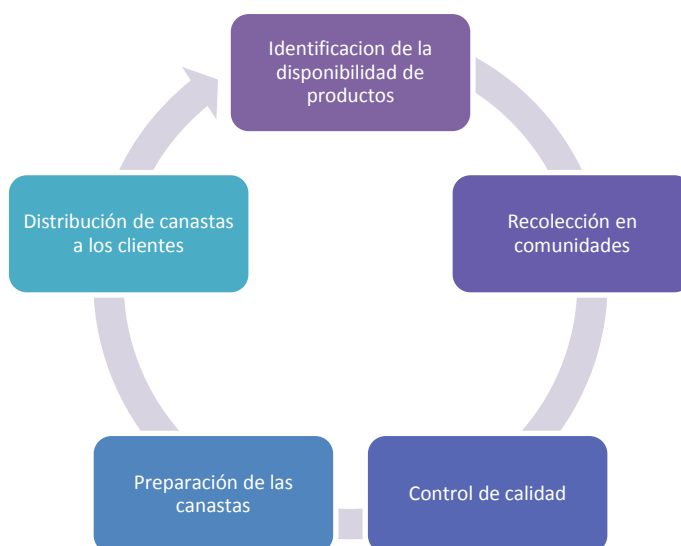 Identificacion de la
disponibilidad de
productos
Recolección en
comunidades
Control de calidad
Preparación de las
canastas
Distribución de canastas
a los clientes